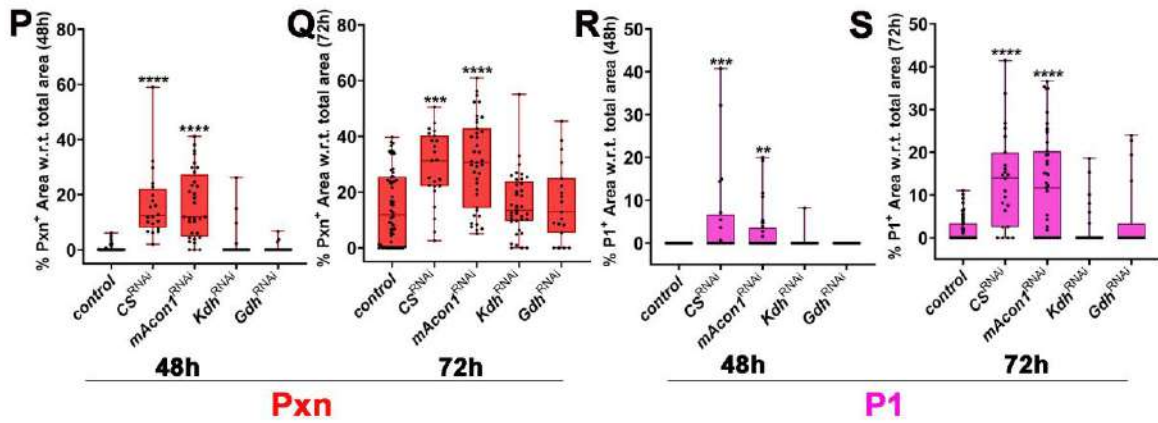 P
% Pxn+ Area w.r.t. total area (48h)
80
60
40
20
0
****
****
control
CS^RNAi
mAcon1^RNAi
Kdh^RNAi
Gdh^RNAi
48h
Q
% Pxn+ Area w.r.t. total area (72h)
80
60
40
20
0
***
****
control
CS^RNAi
mAcon1^RNAi
Kdh^RNAi
Gdh^RNAi
72h
Pxn
R
% P1+ Area w.r.t. total area (48h)
50
40
30
20
10
0
***
**
control
CS^RNAi
mAcon1^RNAi
Kdh^RNAi
Gdh^RNAi
48h
S
% P1+ Area w.r.t. total area (72h)
50
40
30
20
10
0
****
****
control
CS^RNAi
mAcon1^RNAi
Kdh^RNAi
Gdh^RNAi
72h
P1